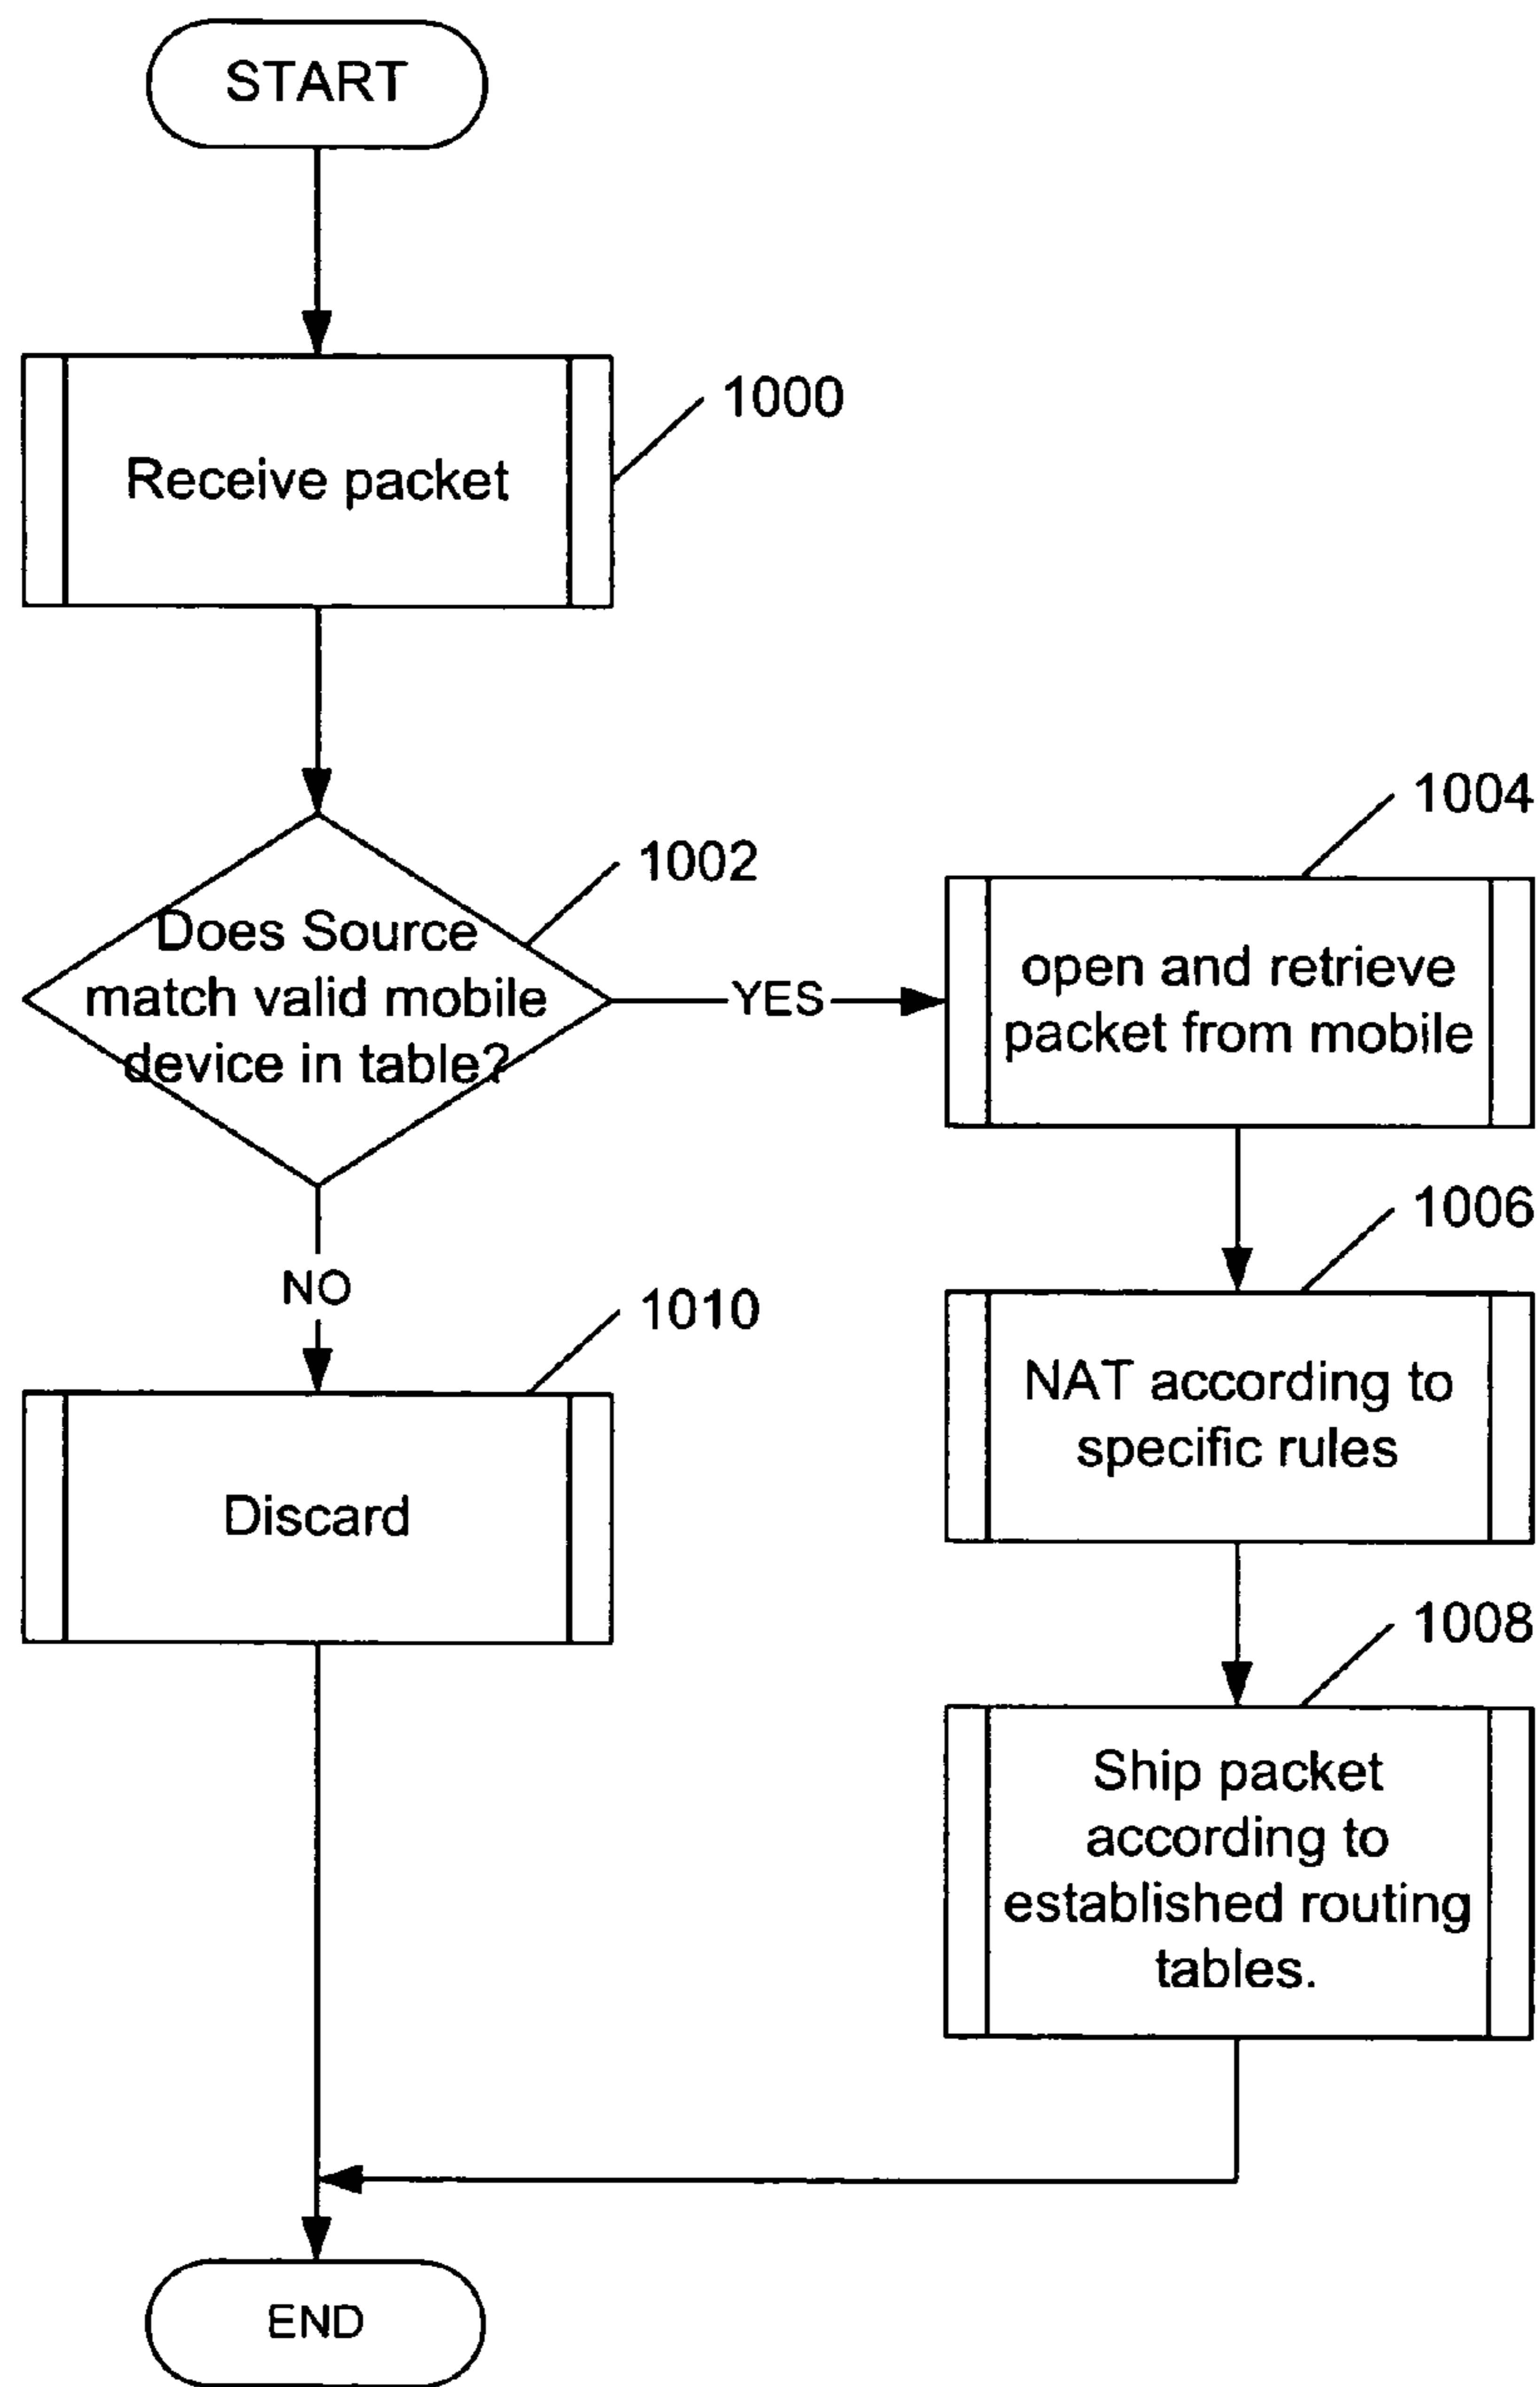 START
Receive packet
1000
1002
Does Source
match valid mobile
device in table?
YES
1004
open and retrieve
packet from mobile
1006
NAT according to
specific rules
NO
1010
Discard
1008
Ship packet
according to
established routing
tables.
END